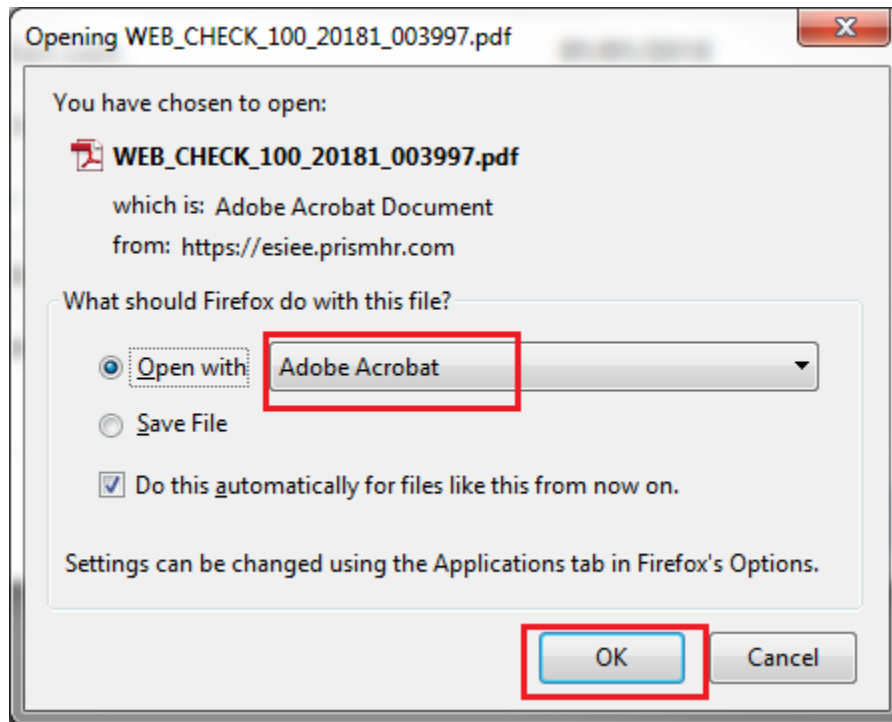 Opening WEB_CHECK_100_20181_003997.pdf
You have chosen to open:
WEB_CHECK_100_20181_003997.pdf
which is: Adobe Acrobat Document
from: https://esiee.prismhr.com
What should Firefox do with this file?
Open with Adobe Acrobat
Save File
Do this automatically for files like this from now on.
Settings can be changed using the Applications tab in Firefox's Options.
OK Cancel